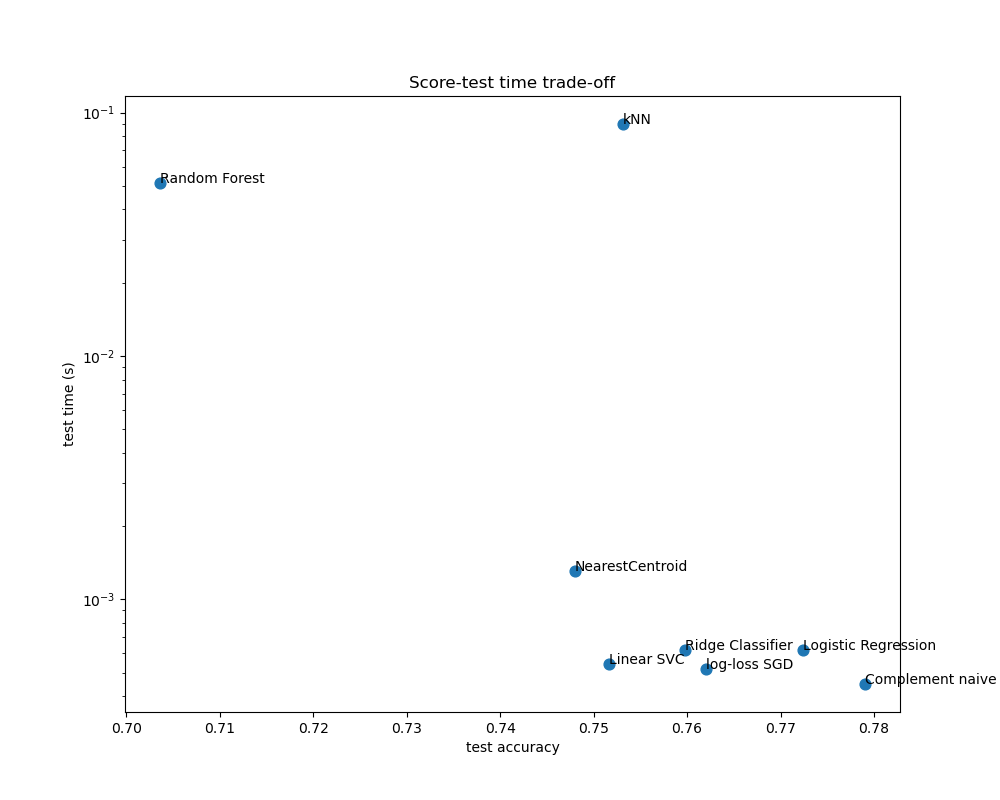 Score-test time trade-off
10⁻¹
kNN
Random Forest
10⁻²
test time (s)
NearestCentroid
10⁻³
Ridge Classifier
Logistic Regression
Linear SVC
log-loss SGD
Complement naive
0.70 0.71 0.72 0.73 0.74 0.75 0.76 0.77 0.78
test accuracy